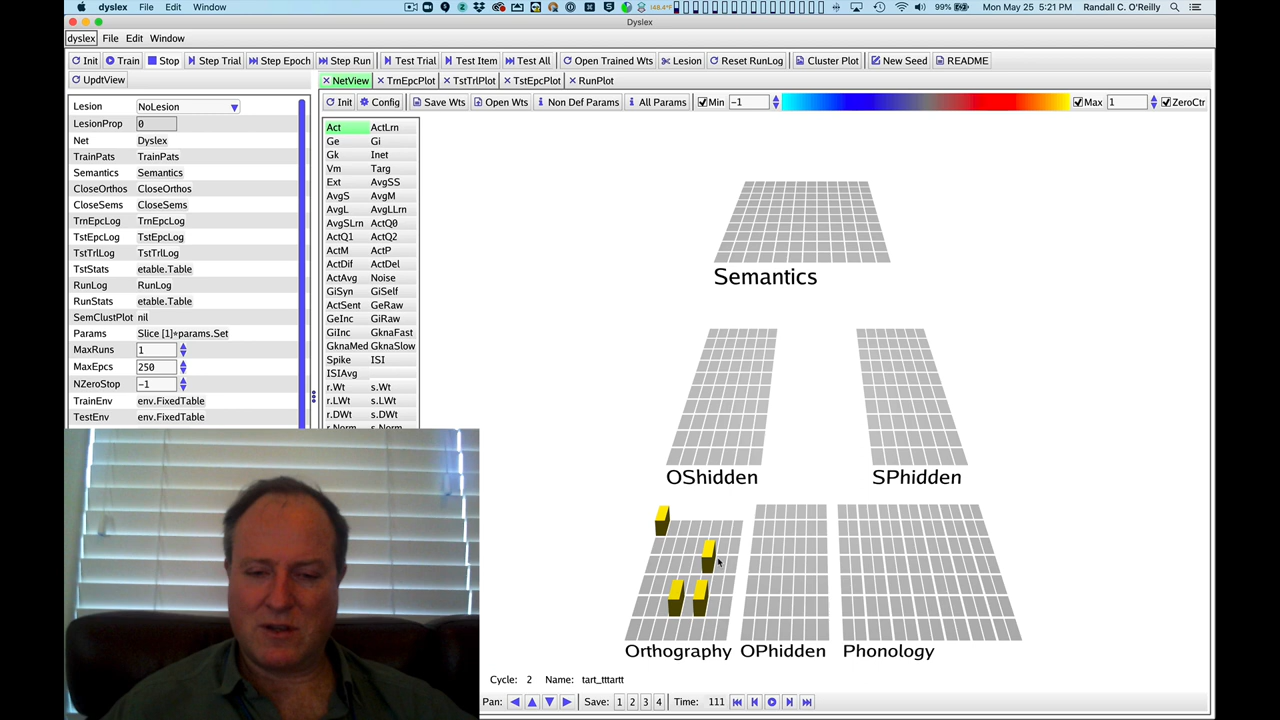 dyslex File Edit Window 148.4°F 99% Mon May 25 5:21 PM Randall C. O'Reilly
Dyslex
dyslex File Edit Window
Init Train Stop Step Trial Step Epoch Step Run Test Trial Test Item Test All Open Trained Wts Lesion Reset RunLog Cluster Plot New Seed README
UpdtView
NetView TrnEpcPlot TstTrlPlot TstEpcPlot RunPlot
Init Config Save Wts Open Wts Non Def Params All Params Min -1 Max 1 ZeroCtr
Lesion NoLesion
LesionProp 0
Net Dyslex
TrainPats TrainPats
Semantics Semantics
CloseOrthos CloseOrthos
CloseSems CloseSems
TrnEpcLog TrnEpcLog
TstEpcLog TstEpcLog
TstTrlLog TstTrlLog
TstStats etable.Table
RunLog RunLog
RunStats etable.Table
SemClustPlot nil
Params Slice [1]*params.Set
MaxRuns 1
MaxEpcs 250
NZeroStop -1
TrainEnv env.FixedTable
TestEnv env.FixedTable
Act ActLrn
Ge Gi
Gk Inet
Vm Targ
Ext AvgSS
AvgS AvgM
AvgL AvgLLrn
AvgSLrn ActQ0
ActQ1 ActQ2
ActM ActP
ActDif ActDel
ActAvg Noise
GiSyn GiSelf
ActSent GeRaw
GeInc GiRaw
GiInc GknaFast
GknaMed GknaSlow
Spike ISI
ISIAvg
r.Wt s.Wt
r.LWt s.LWt
r.DWt s.DWt
r.Norm s.Norm
Semantics
OShidden SPhidden
Orthography OPhidden Phonology
Cycle: 2 Name: tart_tttartt
Pan: Save: 1 2 3 4 Time: 111